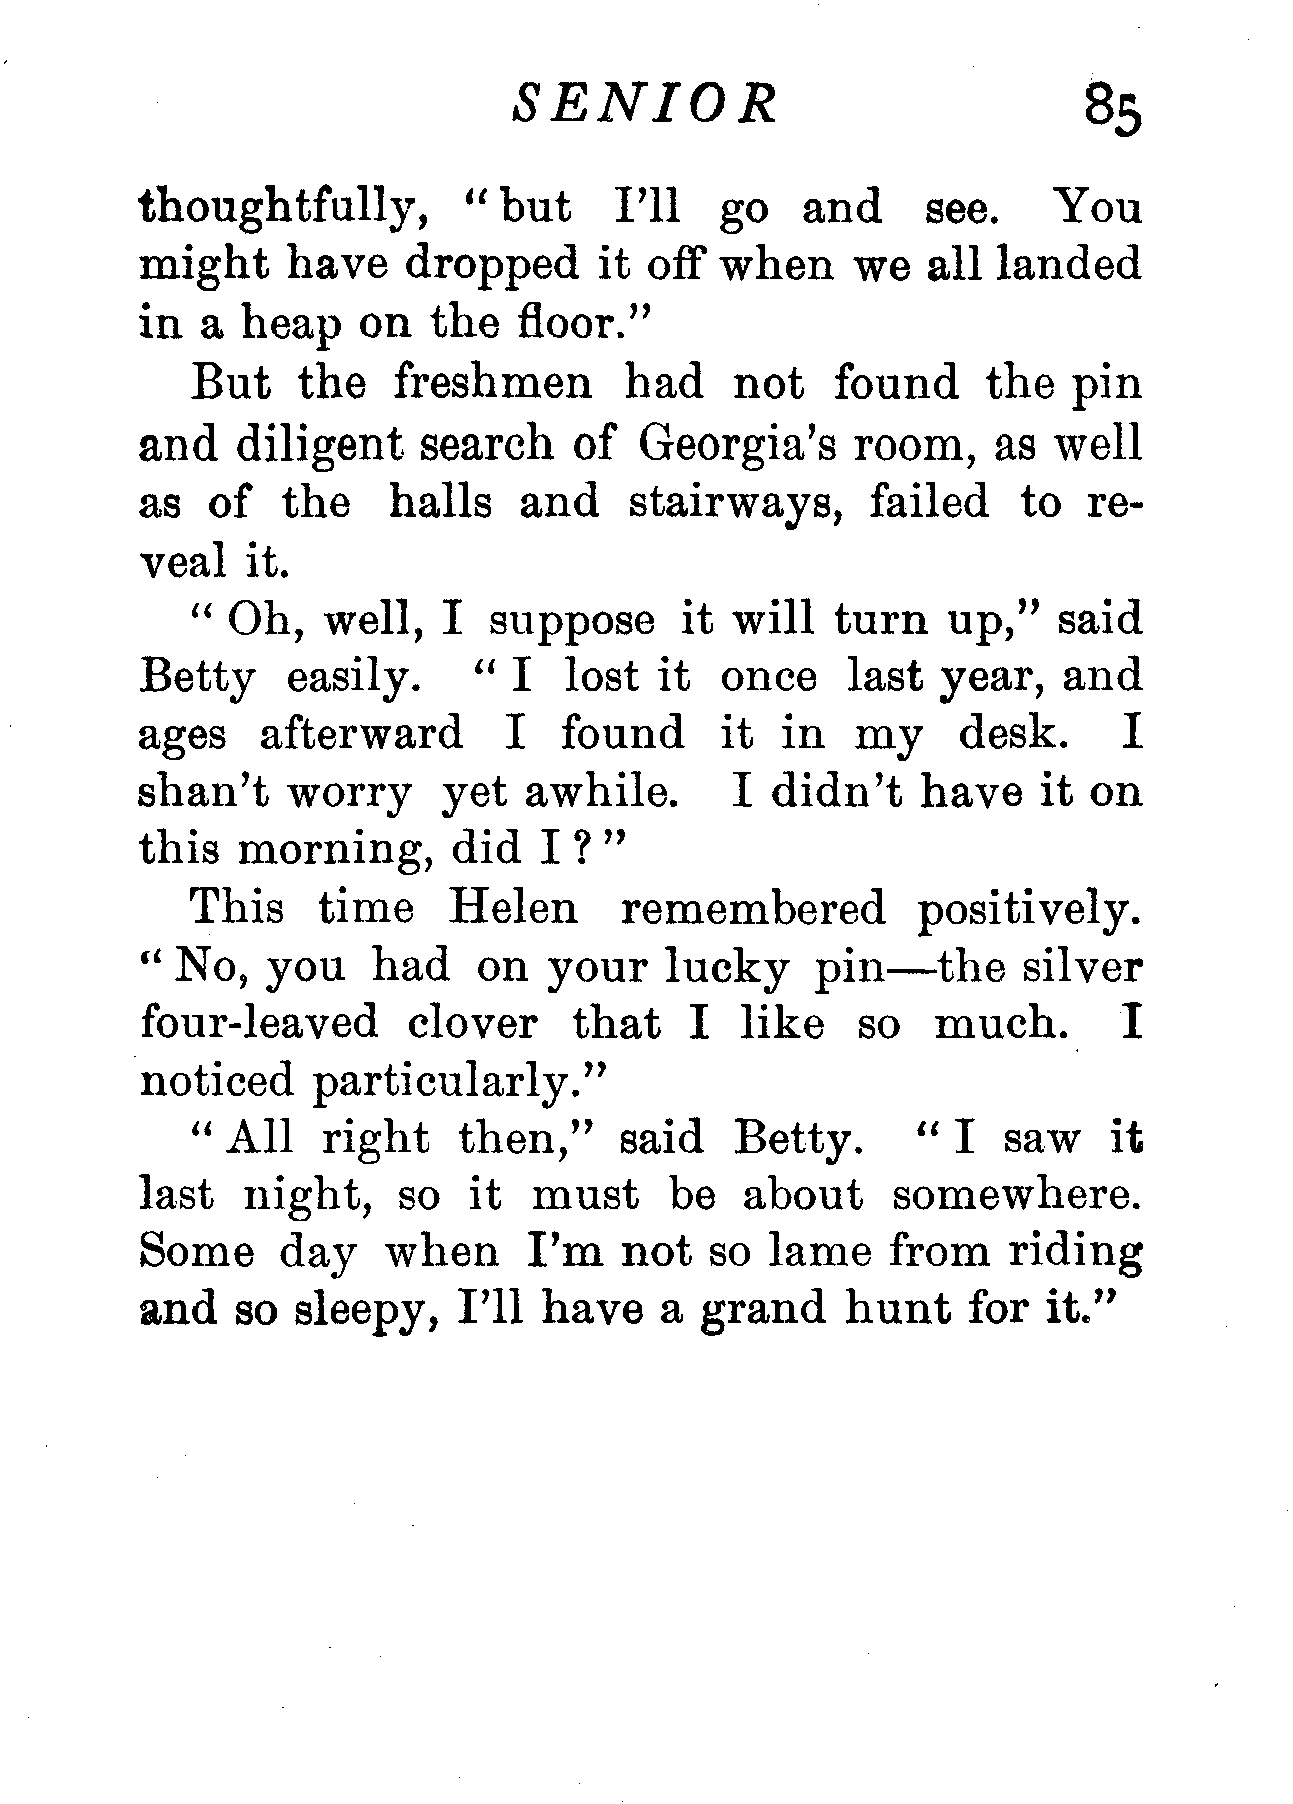 SENIOR 85
thoughtfully, “ but I’ll go and see. You
might have dropped it off when we all landed
in a heap on the floor.”
But the freshmen had not found the pin
and diligent search of Georgia’s room, as well
as of the halls and stairways, failed to re-
veal it.
“ Oh, well, I suppose it will turn up,” said
Betty easily. “ I lost it once last year, and
ages afterward I found it in my desk. I
shan’t worry yet awhile. I didn’t have it on
this morning, did I ? ”
This time Helen remembered positively.
“ No, you had on your lucky pin—the silver
four-leaved clover that I like so much. I
noticed particularly.”
“ All right then,” said Betty. “ I saw it
last night, so it must be about somewhere.
Some day when I’m not so lame from riding
and so sleepy, I’ll have a grand hunt for it.”